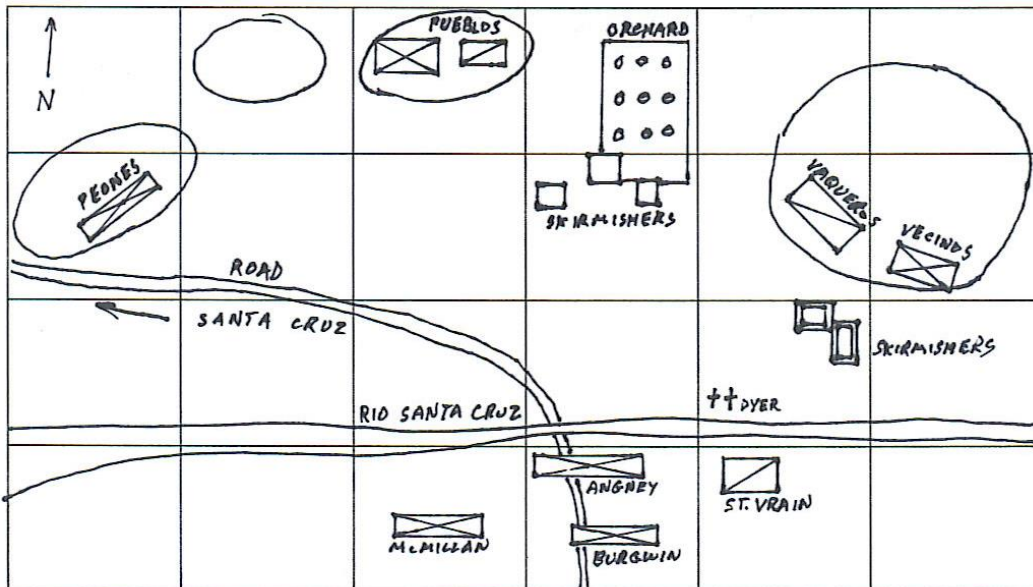 N
PUEBLOS
ORCHARD
PEONES
SKIRMISHERS
VAQUEROS
VECINOS
ROAD
SANTA CRUZ
SKIRMISHERS
RIO SANTA CRUZ
DYER
ANGNEY
ST. VRAIN
McMILLAN
BURGWIN